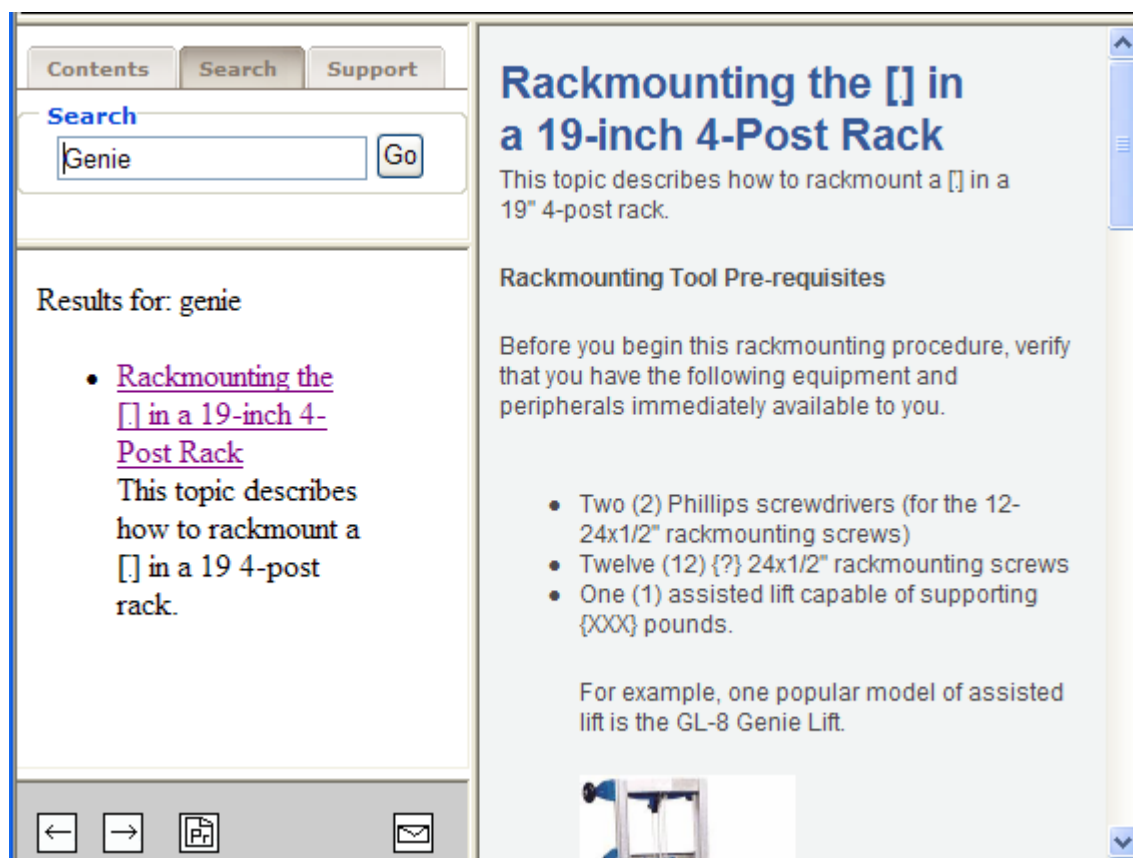 Contents Search Support
Search
Genie Go
Results for: genie
Rackmounting the
[.] in a 19-inch 4-
Post Rack
This topic describes
how to rackmount a
[.] in a 19 4-post
rack.
Pr
Rackmounting the [.] in
a 19-inch 4-Post Rack
This topic describes how to rackmount a [.] in a
19" 4-post rack.
Rackmounting Tool Pre-requisites
Before you begin this rackmounting procedure, verify
that you have the following equipment and
peripherals immediately available to you.
Two (2) Phillips screwdrivers (for the 12-
24x1/2" rackmounting screws)
Twelve (12) {?} 24x1/2" rackmounting screws
One (1) assisted lift capable of supporting
{XXX} pounds.
For example, one popular model of assisted
lift is the GL-8 Genie Lift.